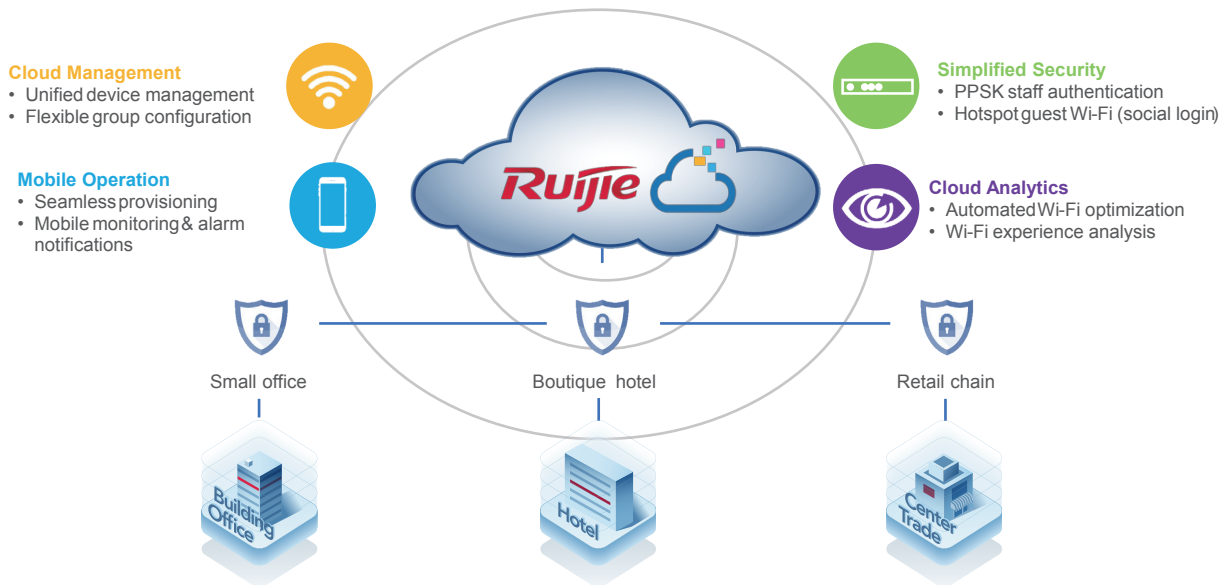 Cloud Management
• Unified device management
• Flexible group configuration
Mobile Operation
• Seamless provisioning
• Mobile monitoring & alarm
notifications
Ruijie
Simplified Security
• PPSK staff authentication
• Hotspot guest Wi-Fi (social login)
Cloud Analytics
• Automated Wi-Fi optimization
• Wi-Fi experience analysis
Small office
Boutique hotel
Retail chain
Building
Office
Hotel
Center
Trade